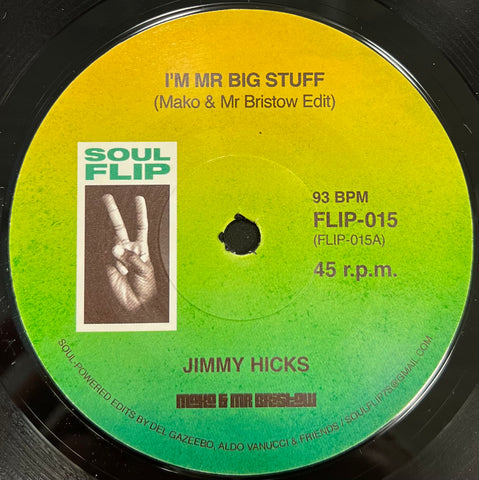 I'M MR BIG STUFF
(Mako & Mr Bristow Edit)
SOUL
FLIP
93 BPM
FLIP-015
(FLIP-015A)
45 r.p.m.
JIMMY HICKS
MAKO & MR BRISTOW
SOUL-POWERED EDITS BY DEL GAZEEBO, ALDO VANUCCI & FRIENDS / SOULFLIP75@GMAIL.COM